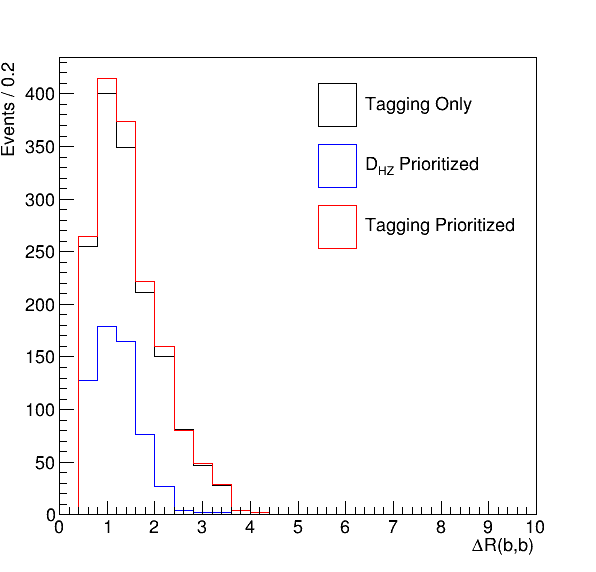 Events / 0.2
400
350
300
250
200
150
100
50
0
Tagging Only
D_HZ Prioritized
Tagging Prioritized
0 1 2 3 4 5 6 7 8 9 10
ΔR(b,b)